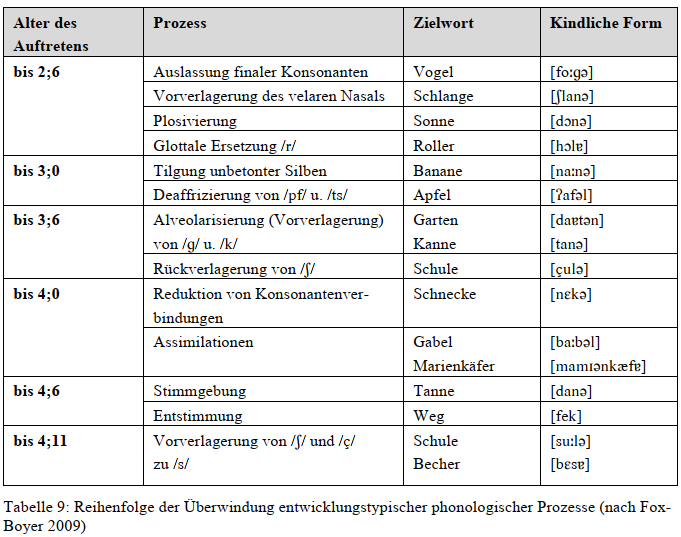 Alter des Auftretens Prozess Zielwort Kindliche Form
bis 2;6 Auslassung finaler Konsonanten Vogel [foːɡə]
Vorverlagerung des velaren Nasals Schlange [ʃlanə]
Plosivierung Sonne [dɔnə]
Glottale Ersetzung /r/ Roller [hɔlɐ]
bis 3;0 Tilgung unbetonter Silben Banane [naːnə]
Deaffrizierung von /pf/ u. /ts/ Apfel [ʔafəl]
bis 3;6 Alveolarisierung (Vorverlagerung) Garten [daɐtən]
von /ɡ/ u. /k/ Kanne [tanə]
Rückverlagerung von /ʃ/ Schule [çulə]
bis 4;0 Reduktion von Konsonantenver- Schnecke [nɛkə]
bindungen
Assimilationen Gabel [baːbəl]
Marienkäfer [mamɪənkæfɐ]
bis 4;6 Stimmgebung Tanne [danə]
Entstimmung Weg [fek]
bis 4;11 Vorverlagerung von /ʃ/ und /ç/ Schule [suːlə]
zu /s/ Becher [bɛsɐ]
Tabelle 9: Reihenfolge der Überwindung entwicklungstypischer phonologischer Prozesse (nach Fox-
Boyer 2009)